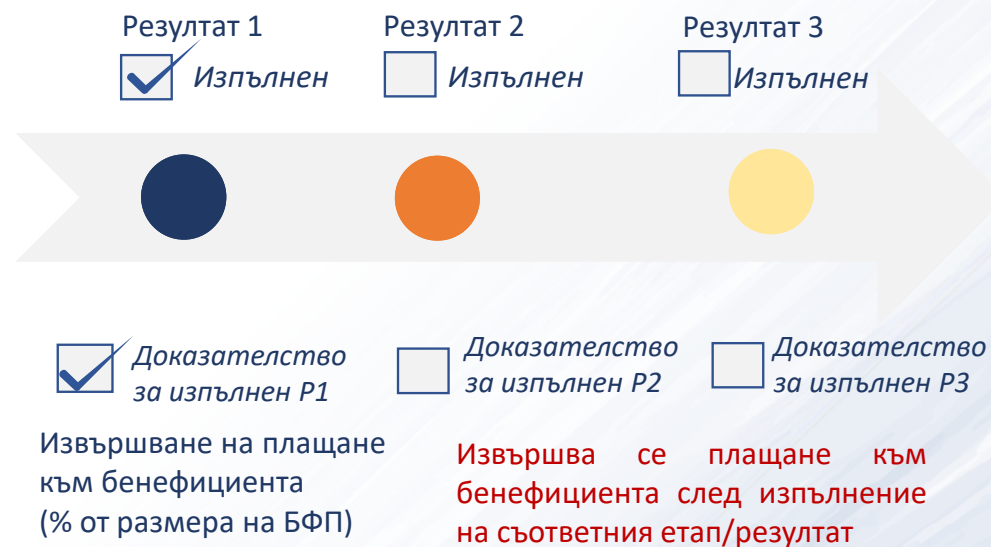 Резултат 1
Изпълнен
Резултат 2
Изпълнен
Резултат 3
Изпълнен
Доказателство
за изпълнен Р1
Доказателство
за изпълнен Р2
Доказателство
за изпълнен Р3
Извършване на плащане
към бенефициента
(% от размера на БФП)
Извършва се плащане към
бенефициента след изпълнение
на съответния етап/резултат